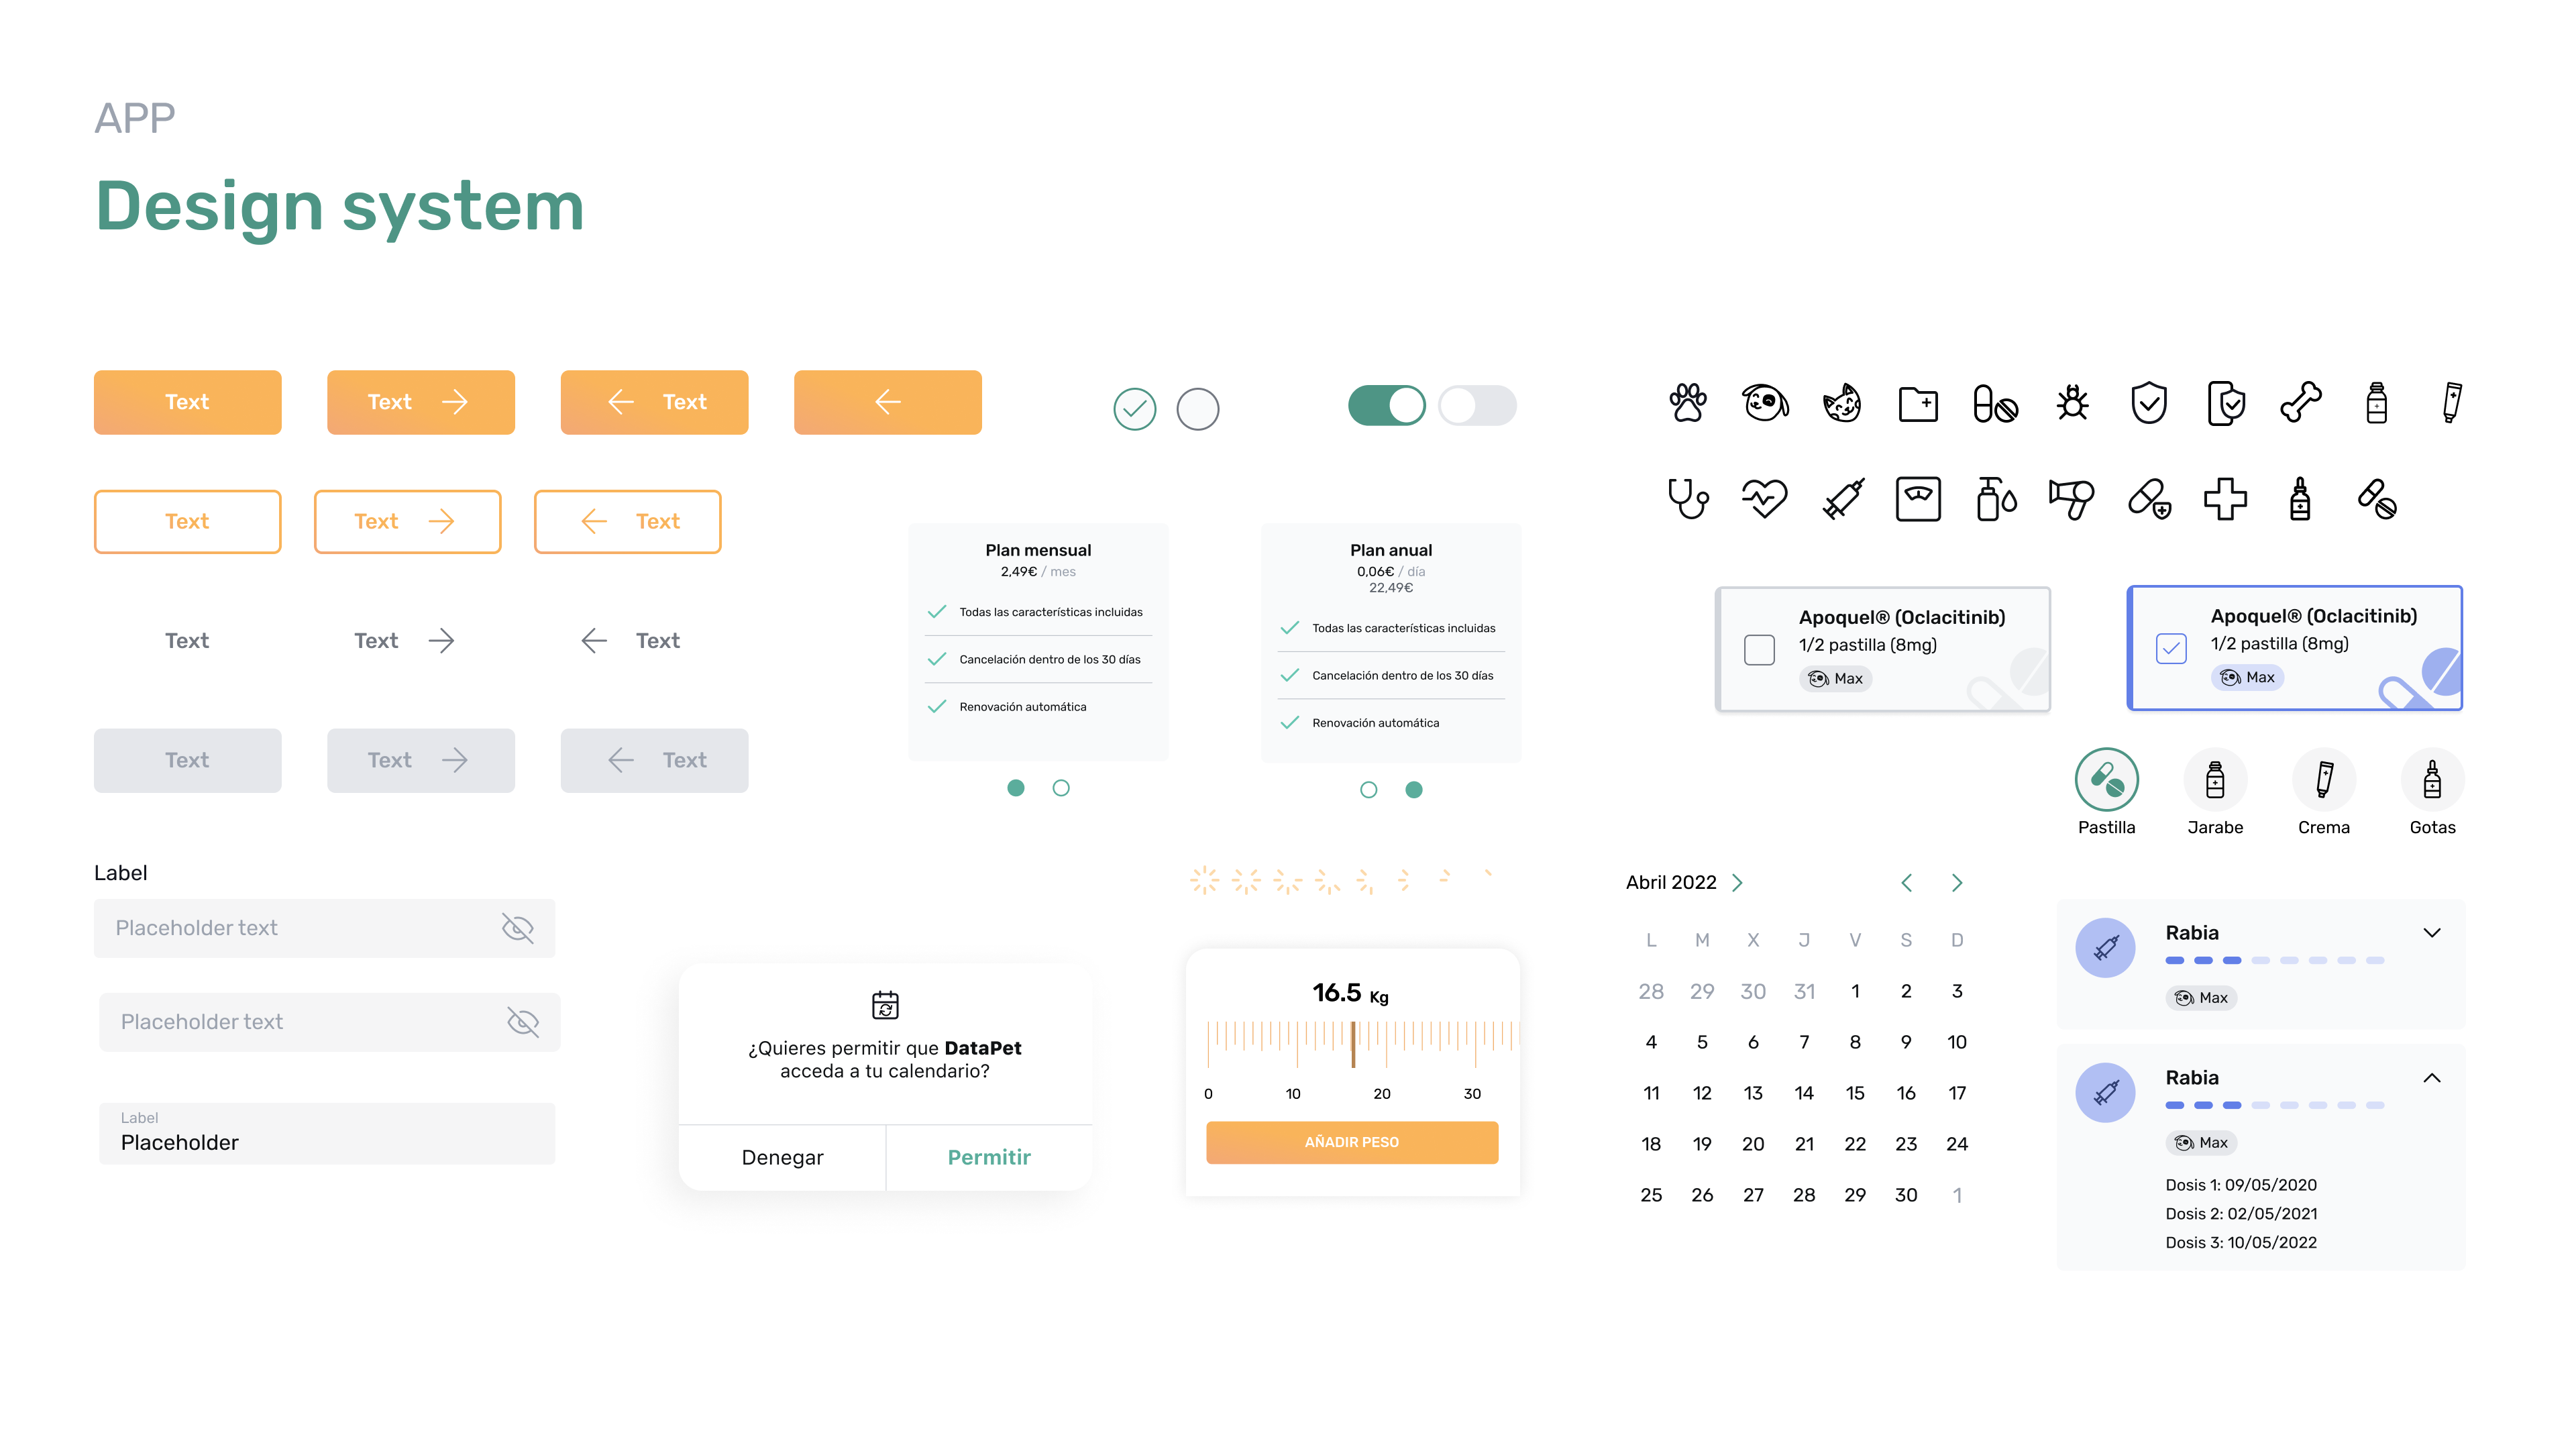 APP
Design system
Text
Text
Text
Text
Text
Text
Text
Text
Text
Text
Text
Text
Label
Placeholder text
Placeholder text
Label
Placeholder
Plan mensual
2,49€ / mes
Todas las características incluidas
Cancelación dentro de los 30 días
Renovación automática
Plan anual
0,06€ / día
22,49€
Todas las características incluidas
Cancelación dentro de los 30 días
Renovación automática
¿Quieres permitir que DataPet
acceda a tu calendario?
Denegar
Permitir
16.5 Kg
0 10 20 30
AÑADIR PESO
Apoquel® (Oclacitinib)
1/2 pastilla (8mg)
Max
Apoquel® (Oclacitinib)
1/2 pastilla (8mg)
Max
Pastilla
Jarabe
Crema
Gotas
Abril 2022
L M X J V S D
28 29 30 31 1 2 3
4 5 6 7 8 9 10
11 12 13 14 15 16 17
18 19 20 21 22 23 24
25 26 27 28 29 30 1
Rabia
Max
Rabia
Max
Dosis 1: 09/05/2020
Dosis 2: 02/05/2021
Dosis 3: 10/05/2022